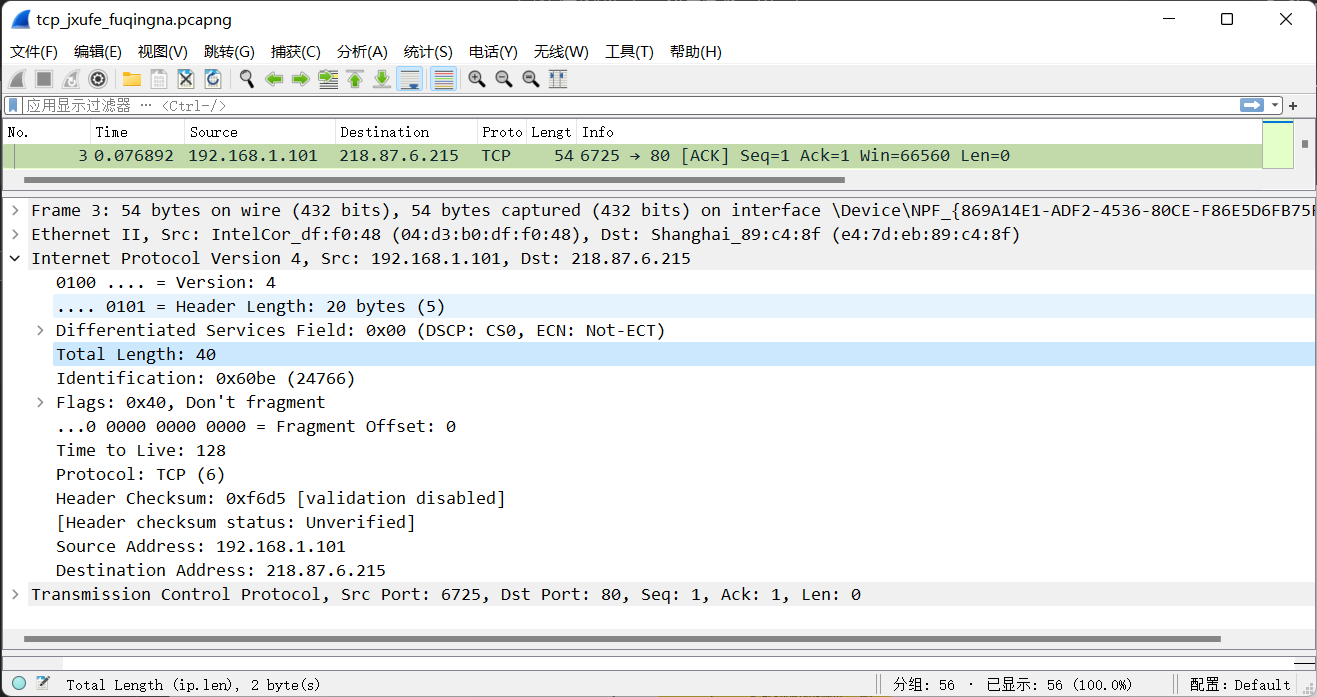 tcp_jxufe_fuqingna.pcapng
文件(F) 编辑(E) 视图(V) 跳转(G) 捕获(C) 分析(A) 统计(S) 电话(Y) 无线(W) 工具(T) 帮助(H)
应用显示过滤器 … <Ctrl-/>
No. Time Source Destination Proto Lengt Info
3 0.076892 192.168.1.101 218.87.6.215 TCP 54 6725 → 80 [ACK] Seq=1 Ack=1 Win=66560 Len=0
Frame 3: 54 bytes on wire (432 bits), 54 bytes captured (432 bits) on interface \Device\NPF_{869A14E1-ADF2-4536-80CE-F86E5D6FB75F
Ethernet II, Src: IntelCor_df:f0:48 (04:d3:b0:df:f0:48), Dst: Shanghai_89:c4:8f (e4:7d:eb:89:c4:8f)
Internet Protocol Version 4, Src: 192.168.1.101, Dst: 218.87.6.215
0100 .... = Version: 4
.... 0101 = Header Length: 20 bytes (5)
Differentiated Services Field: 0x00 (DSCP: CS0, ECN: Not-ECT)
Total Length: 40
Identification: 0x60be (24766)
Flags: 0x40, Don't fragment
...0 0000 0000 0000 = Fragment Offset: 0
Time to Live: 128
Protocol: TCP (6)
Header Checksum: 0xf6d5 [validation disabled]
[Header checksum status: Unverified]
Source Address: 192.168.1.101
Destination Address: 218.87.6.215
Transmission Control Protocol, Src Port: 6725, Dst Port: 80, Seq: 1, Ack: 1, Len: 0
Total Length (ip.len), 2 byte(s) 分组: 56 · 已显示: 56 (100.0%) 配置: Default